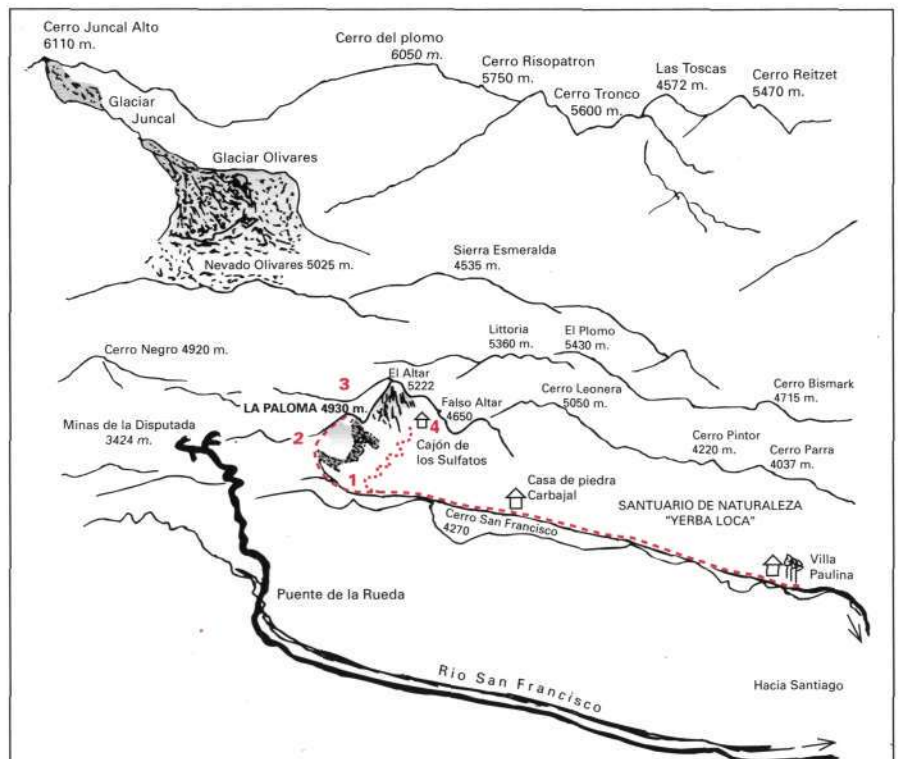 Cerro Juncal Alto
6110 m.
Cerro del plomo
6050 m.
Cerro Risopatron
5750 m.
Cerro Tronco
5600 m.
Las Toscas
4572 m.
Cerro Reitzet
5470 m.
Glaciar
Juncal
Glaciar Olivares
Nevado Olivares 5025 m.
Sierra Esmeralda
4535 m.
Littoria
5360 m.
El Plomo
5430 m.
Cerro Negro 4920 m.
3
El Altar
5222
Cerro Bismark
4715 m.
LA PALOMA 4930 m.
Falso Altar
4650
Cerro Leonera
5050 m.
Minas de la Disputada
3424 m.
2
4
Cajón de
los Sulfatos
Cerro Pintor
4220 m.
Cerro Parra
4037 m.
1
Casa de piedra
Carbajal
Cerro San Francisco
4270
SANTUARIO DE NATURALEZA
"YERBA LOCA"
Villa
Paulina
Puente de la Rueda
Rio San Francisco
Hacia Santiago